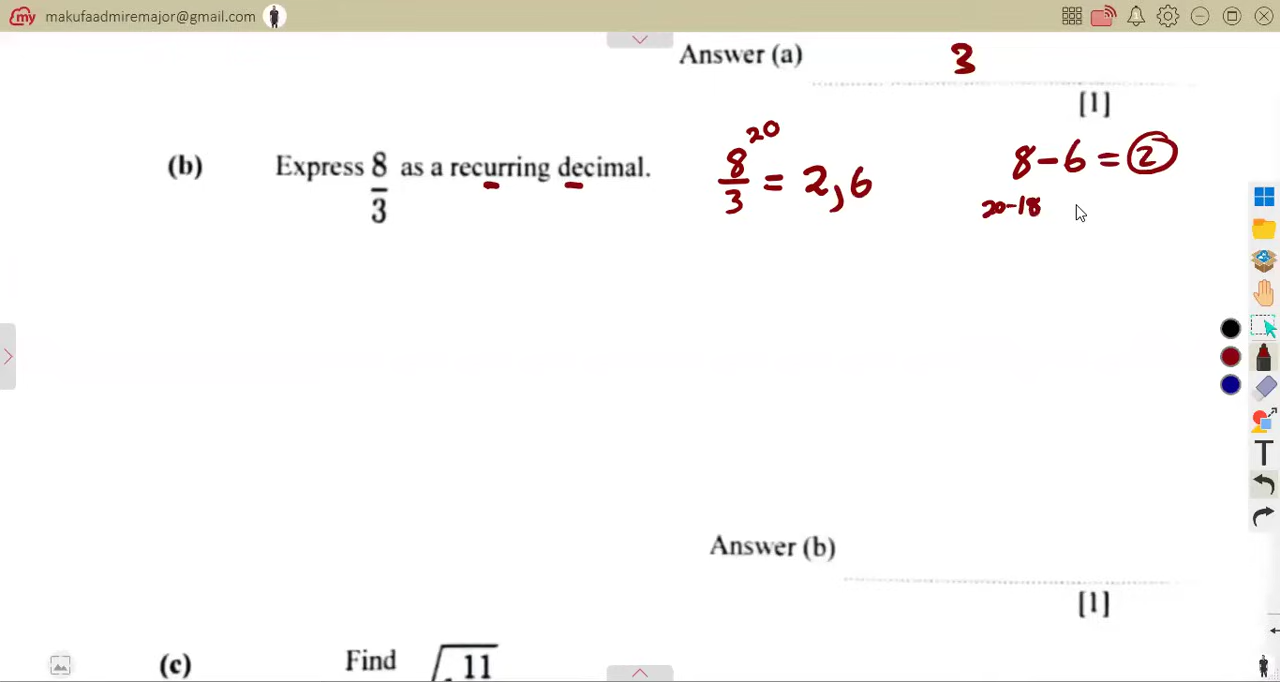 my makufaadmiremajor@gmail.com
Answer (a) 3
[1]
(b) Express 8/3 as a recurring decimal.
8/3 = 2,6
20
8-6 = 2
20-18
Answer (b)
[1]
(c) Find √ 11
T